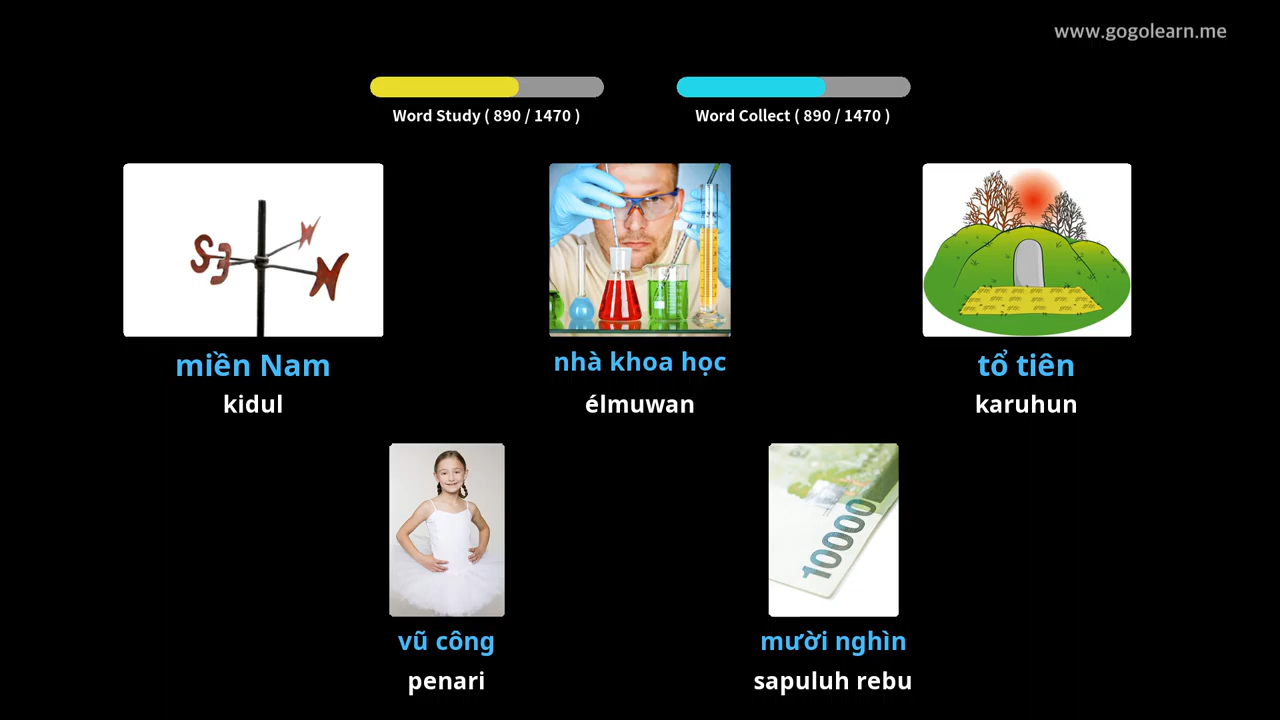 www.gogolearn.me
Word Study ( 890 / 1470 )
Word Collect ( 890 / 1470 )
S
E
N
W
miền Nam
kidul
nhà khoa học
élmuwan
tổ tiên
karuhun
10000
vũ công
penari
mười nghìn
sapuluh rebu